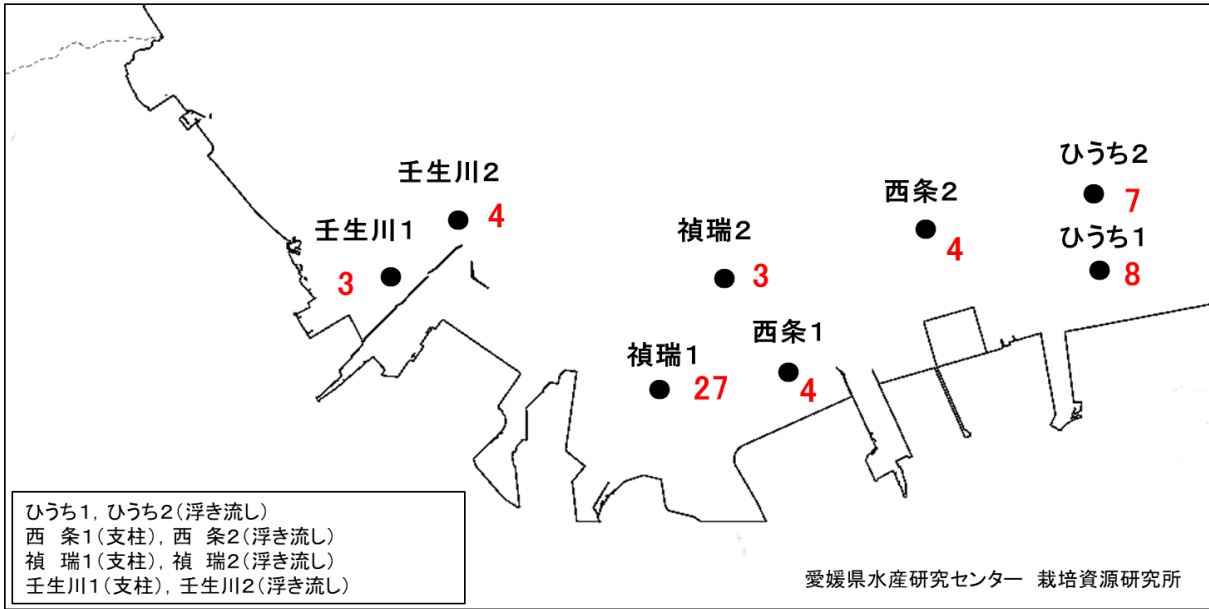 ひうち2
7
壬生川2
4
西条2
4
ひうち1
8
壬生川1
3
禎瑞2
3
西条1
4
禎瑞1
27
ひうち1, ひうち2(浮き流し)
西 条1(支柱), 西 条2(浮き流し)
禎 瑞1(支柱), 禎 瑞2(浮き流し)
壬生川1(支柱), 壬生川2(浮き流し)
愛媛県水産研究センター 栽培資源研究所